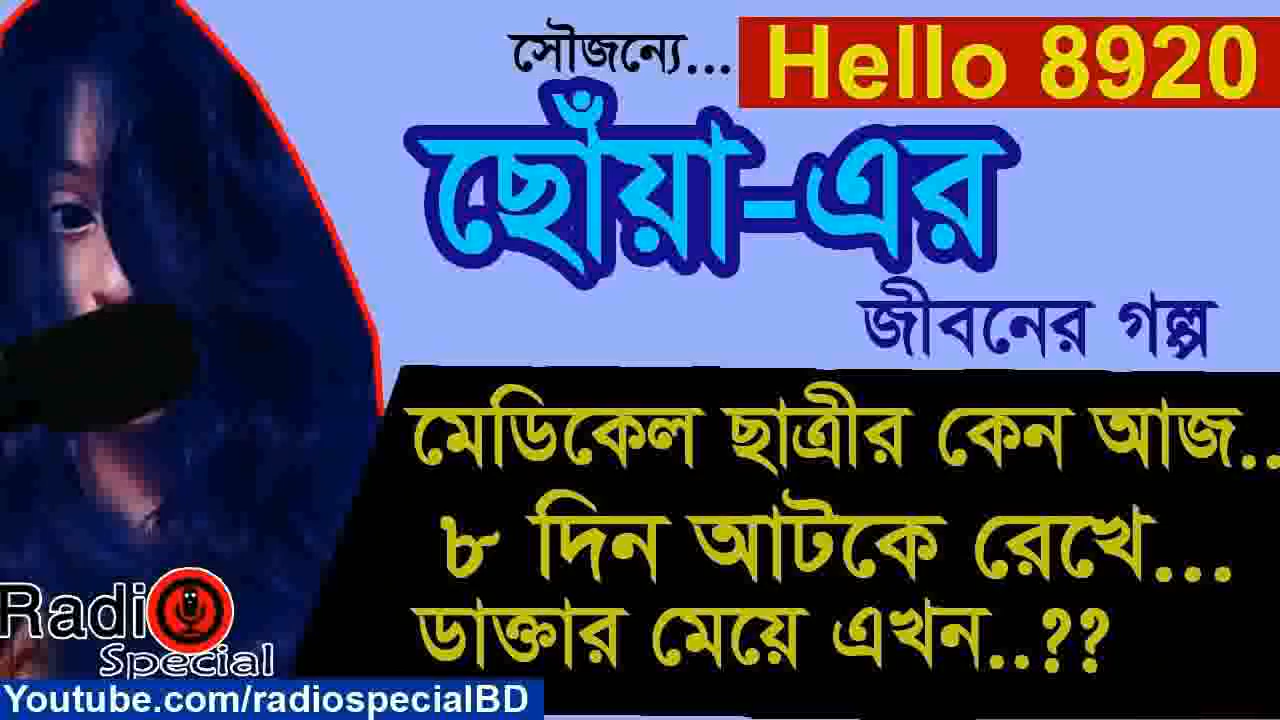 সৌজন্যে... Hello 8920
ছোঁয়া-এর
জীবনের গল্প
মেডিকেল ছাত্রীর কেন আজ..
৮ দিন আটকে রেখে...
ডাক্তার মেয়ে এখন..??
Radio
Special
Youtube.com/radiospecialBD